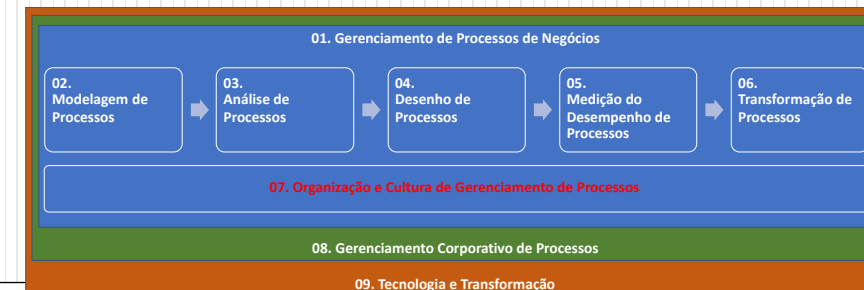 01. Gerenciamento de Processos de Negócios
02.
Modelagem de
Processos
03.
Análise de
Processos
04.
Desenho de
Processos
05.
Medição do
Desempenho de
Processos
06.
Transformação de
Processos
07. Organização e Cultura de Gerenciamento de Processos
08. Gerenciamento Corporativo de Processos
09. Tecnologia e Transformação